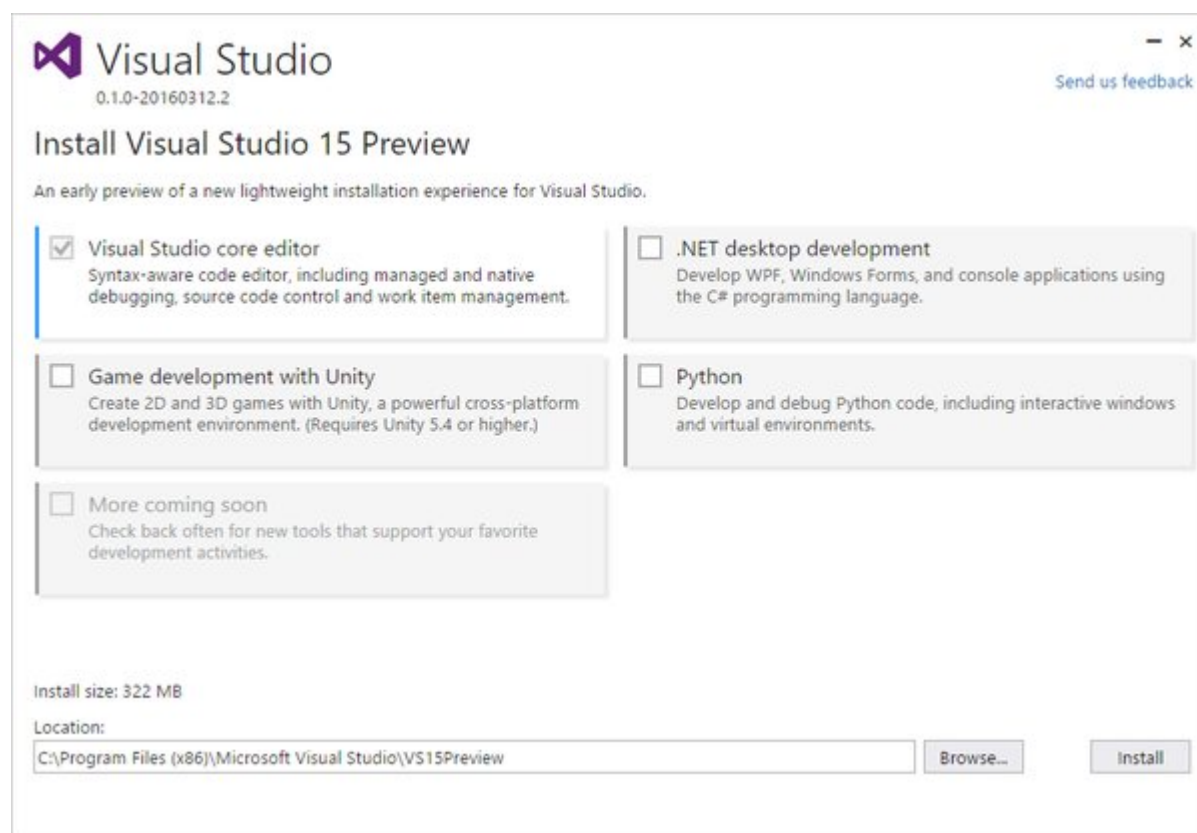 Visual Studio
0.1.0-20160312.2
Send us feedback
Install Visual Studio 15 Preview
An early preview of a new lightweight installation experience for Visual Studio.
Visual Studio core editor
Syntax-aware code editor, including managed and native
debugging, source code control and work item management.
.NET desktop development
Develop WPF, Windows Forms, and console applications using
the C# programming language.
Game development with Unity
Create 2D and 3D games with Unity, a powerful cross-platform
development environment. (Requires Unity 5.4 or higher.)
Python
Develop and debug Python code, including interactive windows
and virtual environments.
More coming soon
Check back often for new tools that support your favorite
development activities.
Install size: 322 MB
Location:
C:\Program Files (x86)\Microsoft Visual Studio\VS15Preview
Browse...
Install